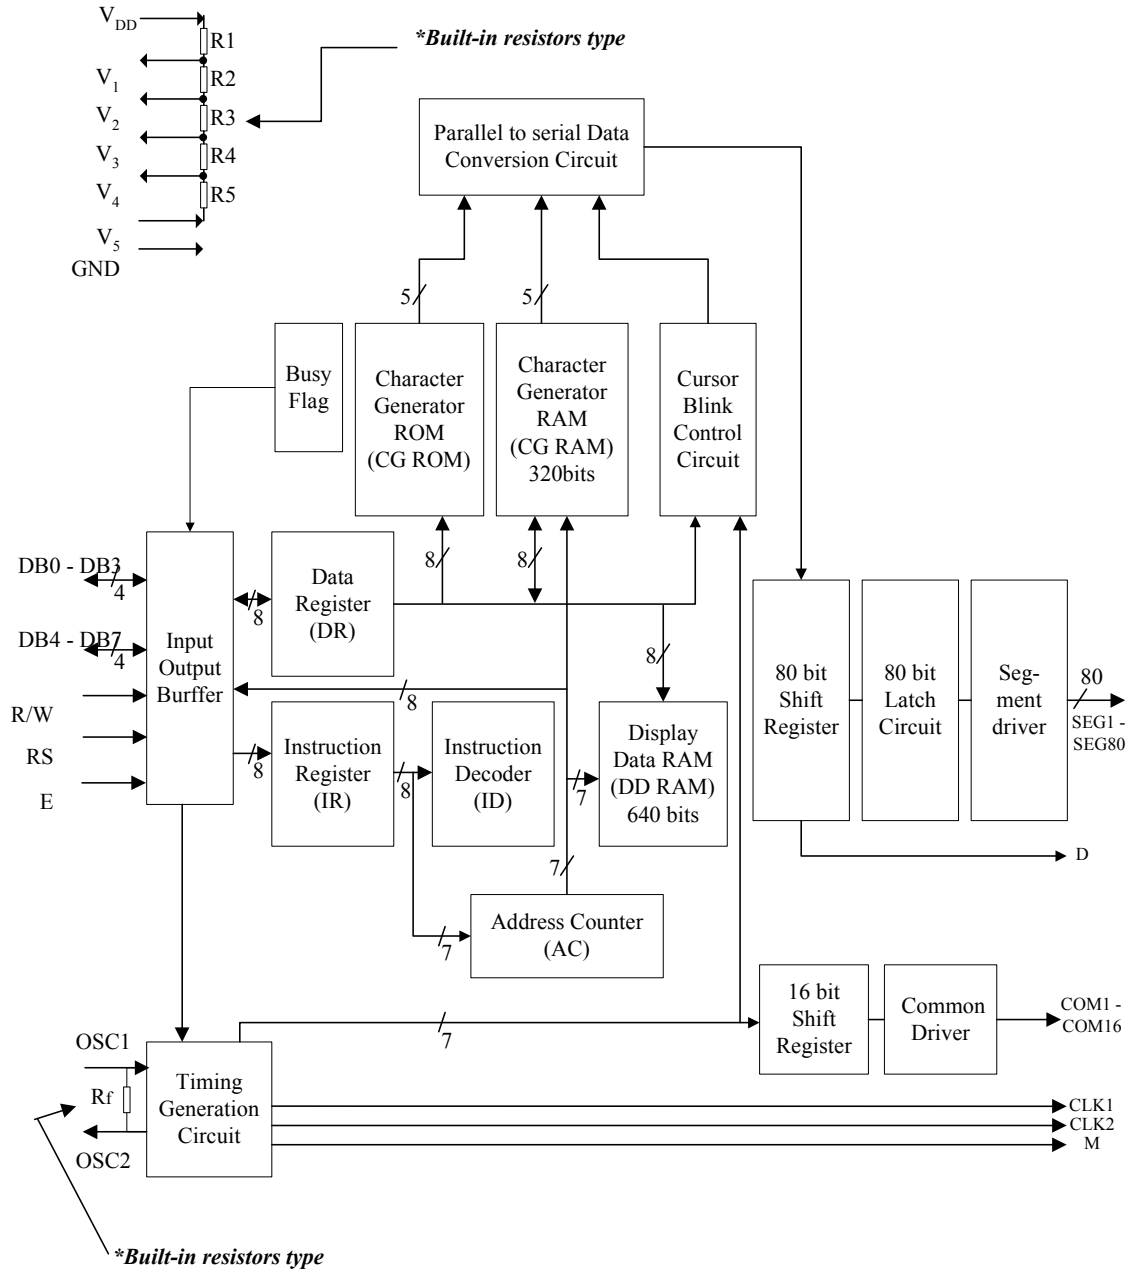 VDD
R1
*Built-in resistors type
V1
R2
V2
R3
V3
R4
V4
R5
V5
GND
Parallel to serial Data
Conversion Circuit
5
5
Busy
Flag
Character
Generator
ROM
(CG ROM)
Character
Generator
RAM
(CG RAM)
320bits
Cursor
Blink
Control
Circuit
DB0 - DB3
4
DB4 - DB7
4
R/W
RS
E
Input
Output
Burffer
8
Data
Register
(DR)
8
8
8
8
8
Instruction
Register
(IR)
8
Instruction
Decoder
(ID)
7
Display
Data RAM
(DD RAM)
640 bits
80 bit
Shift
Register
80 bit
Latch
Circuit
Seg-
ment
driver
80
SEG1 -
SEG80
D
7
7
Address Counter
(AC)
7
16 bit
Shift
Register
Common
Driver
COM1 -
COM16
OSC1
Rf
OSC2
Timing
Generation
Circuit
CLK1
CLK2
M
*Built-in resistors type